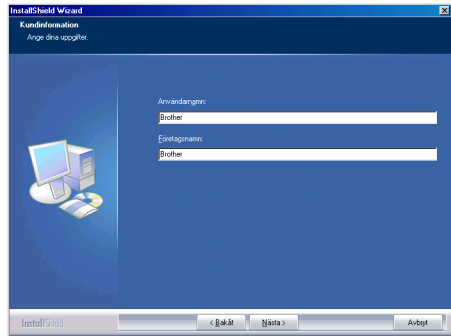 InstallShield Wizard
Kundinformation
Ange dina uppgifter.
Användarnamn:
Brother
Företagsnamn:
Brother
InstallShield
< Bakåt Nästa > Avbryt